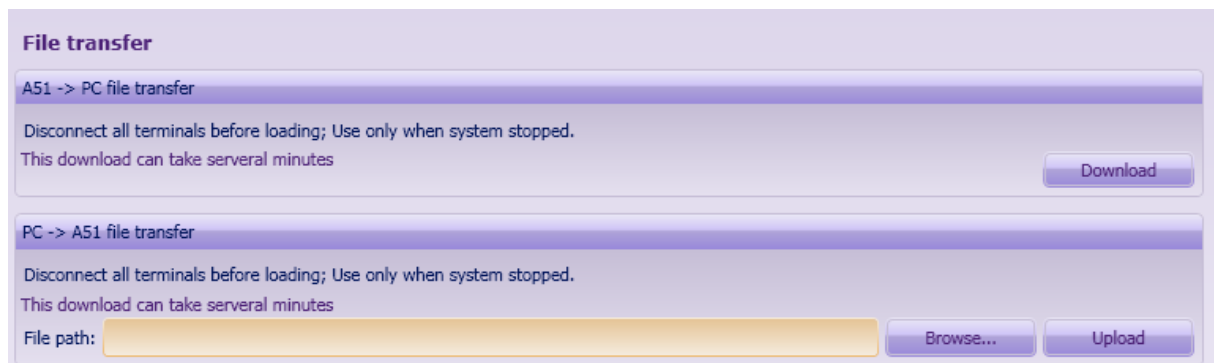 File transfer
A51 -> PC file transfer
Disconnect all terminals before loading; Use only when system stopped.
This download can take serveral minutes
Download
PC -> A51 file transfer
Disconnect all terminals before loading; Use only when system stopped.
This download can take serveral minutes
File path: Browse... Upload